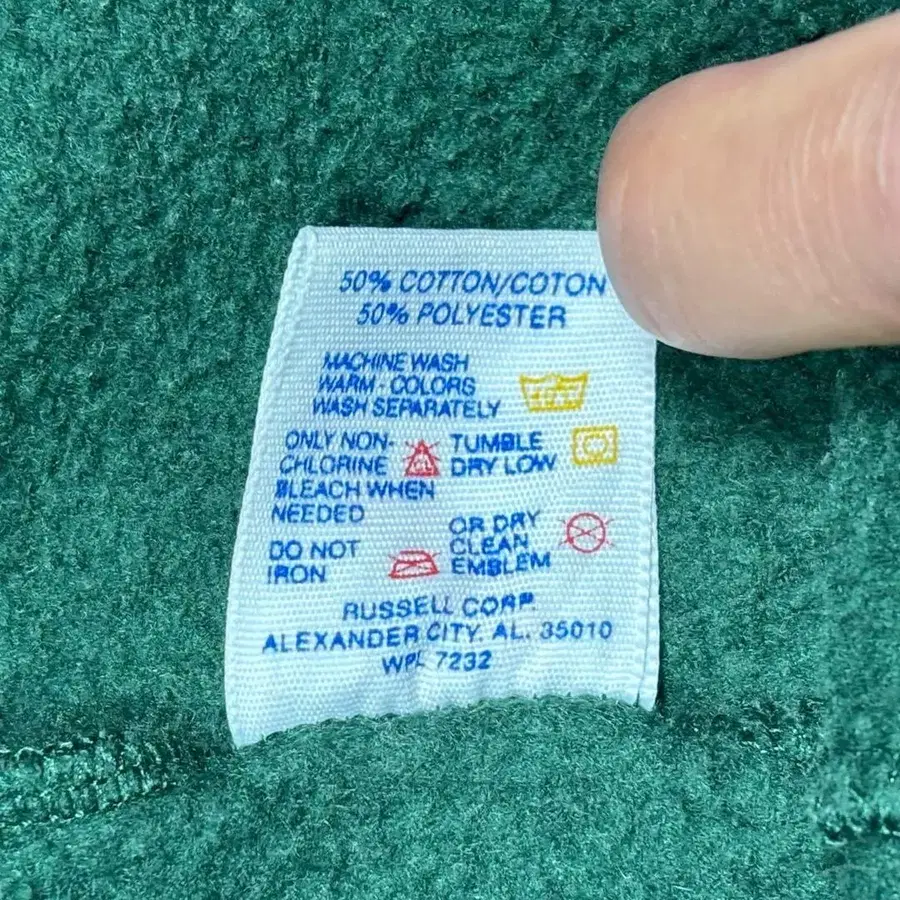 50% COTTON/COTON
50% POLYESTER
MACHINE WASH
WARM - COLORS
WASH SEPARATELY
ONLY NON-
CHLORINE
BLEACH WHEN
NEEDED
TUMBLE
DRY LOW
DO NOT
IRON
OR DRY
CLEAN
EMBLEM
RUSSELL CORP.
ALEXANDER CITY, AL. 35010
WPL 7232